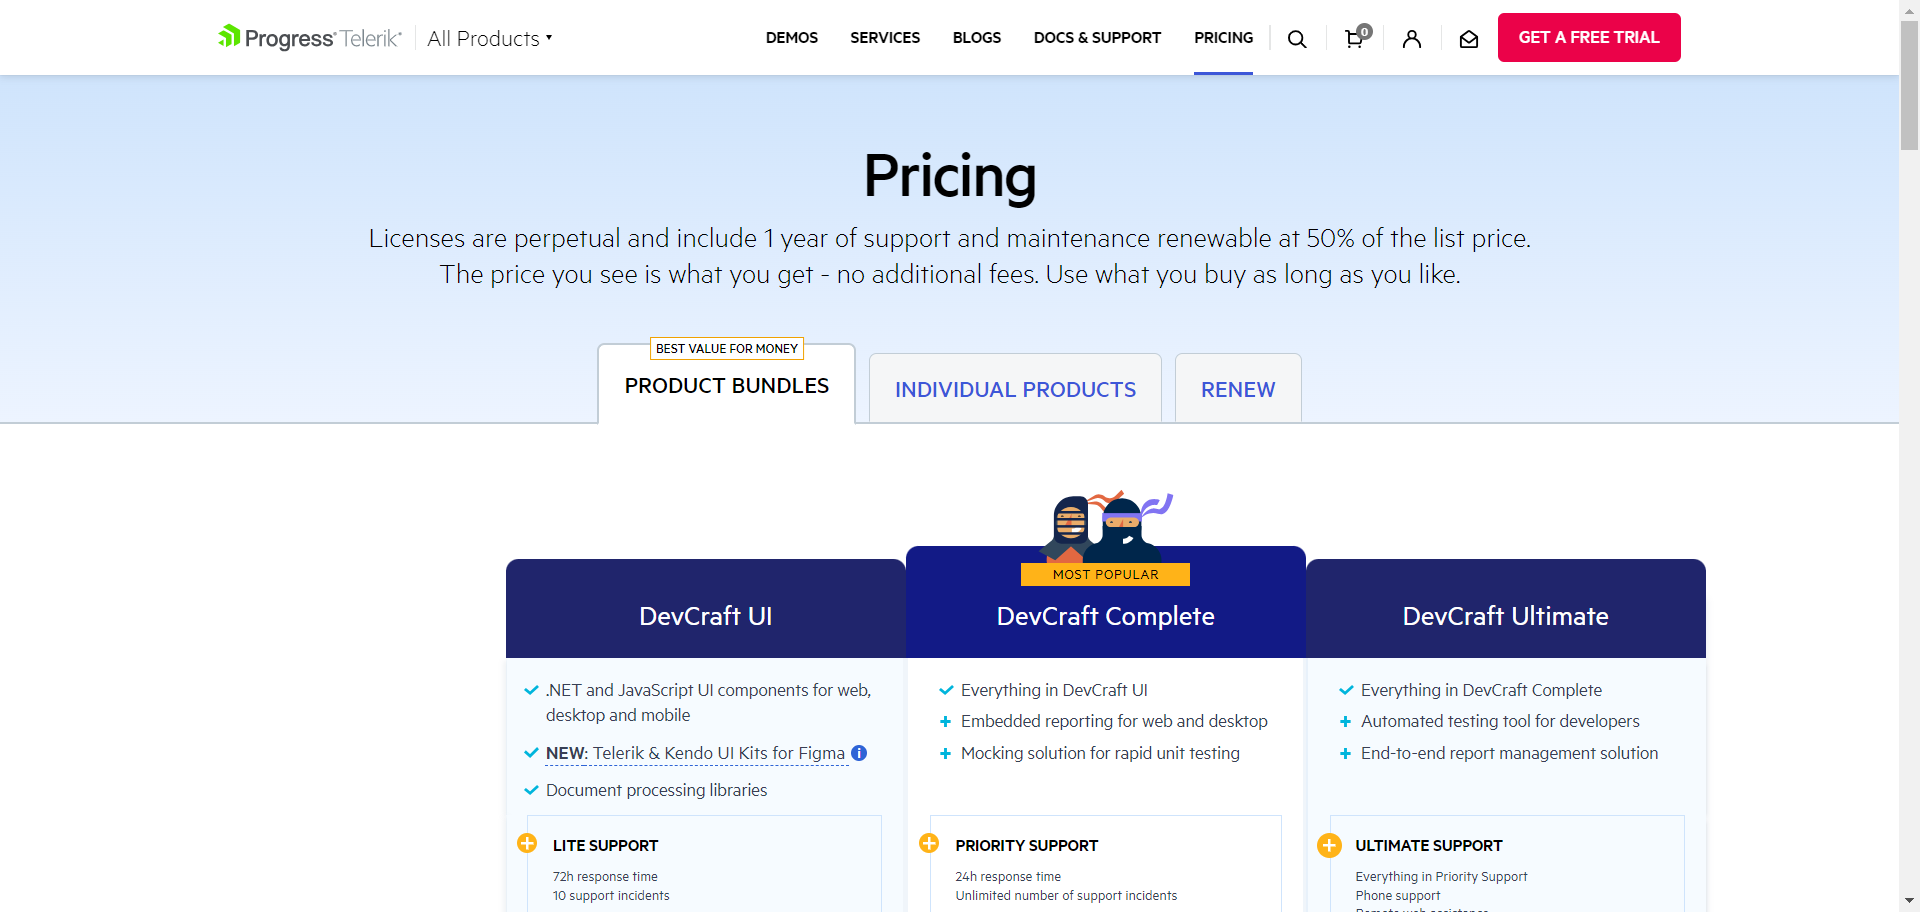 Progress Telerik
All Products
DEMOS
SERVICES
BLOGS
DOCS & SUPPORT
PRICING
0
GET A FREE TRIAL
Pricing
Licenses are perpetual and include 1 year of support and maintenance renewable at 50% of the list price.
The price you see is what you get - no additional fees. Use what you buy as long as you like.
BEST VALUE FOR MONEY
PRODUCT BUNDLES
INDIVIDUAL PRODUCTS
RENEW
MOST POPULAR
DevCraft UI
DevCraft Complete
DevCraft Ultimate
.NET and JavaScript UI components for web,
desktop and mobile
NEW: Telerik & Kendo UI Kits for Figma
Document processing libraries
LITE SUPPORT
72h response time
10 support incidents
Everything in DevCraft UI
Embedded reporting for web and desktop
Mocking solution for rapid unit testing
PRIORITY SUPPORT
24h response time
Unlimited number of support incidents
Everything in DevCraft Complete
Automated testing tool for developers
End-to-end report management solution
ULTIMATE SUPPORT
Everything in Priority Support
Phone support